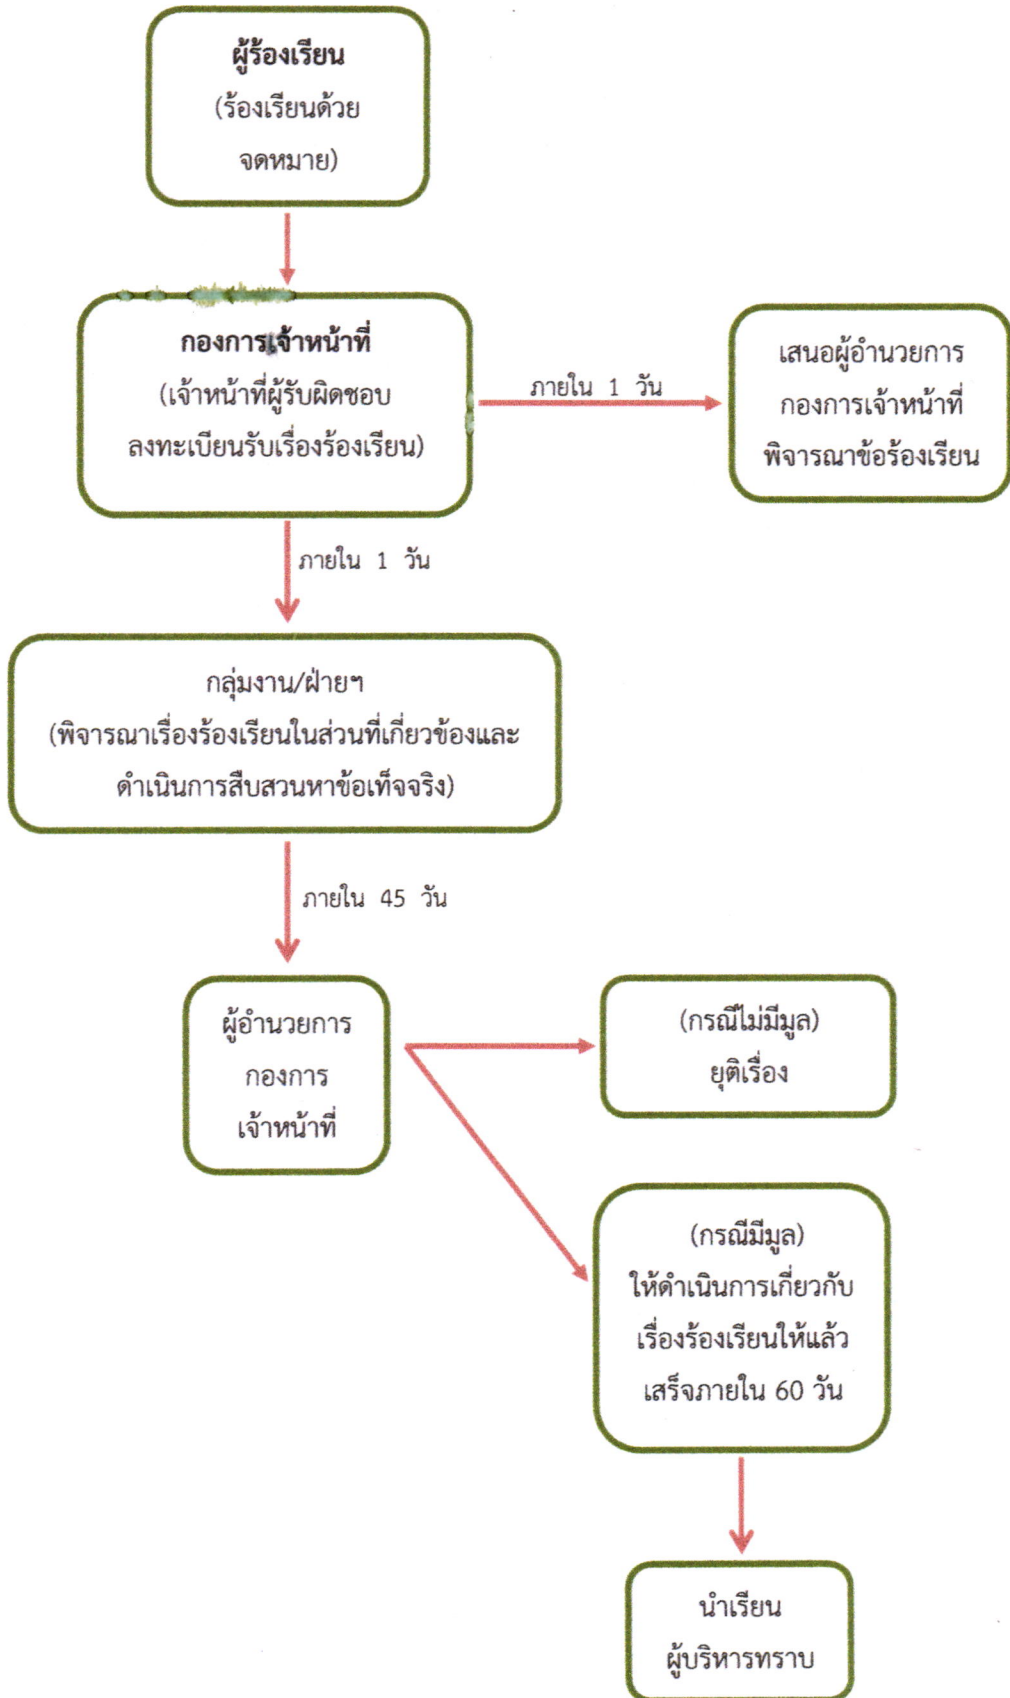 ผู้ร้องเรียน
(ร้องเรียนด้วย
จดหมาย)
กองการเจ้าหน้าที่
(เจ้าหน้าที่ผู้รับผิดชอบ
ลงทะเบียนรับเรื่องร้องเรียน)
ภายใน 1 วัน
เสนอผู้อำนวยการ
กองการเจ้าหน้าที่
พิจารณาข้อร้องเรียน
ภายใน 1 วัน
กลุ่มงาน/ฝ่ายฯ
(พิจารณาเรื่องร้องเรียนในส่วนที่เกี่ยวข้องและ
ดำเนินการสืบสวนหาข้อเท็จจริง)
ภายใน 45 วัน
ผู้อำนวยการ
กองการ
เจ้าหน้าที่
(กรณีไม่มีมูล)
ยุติเรื่อง
(กรณีมีมูล)
ให้ดำเนินการเกี่ยวกับ
เรื่องร้องเรียนให้แล้ว
เสร็จภายใน 60 วัน
นำเรียน
ผู้บริหารทราบ